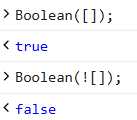 > Boolean([]);
< true
> Boolean(![]);
< false